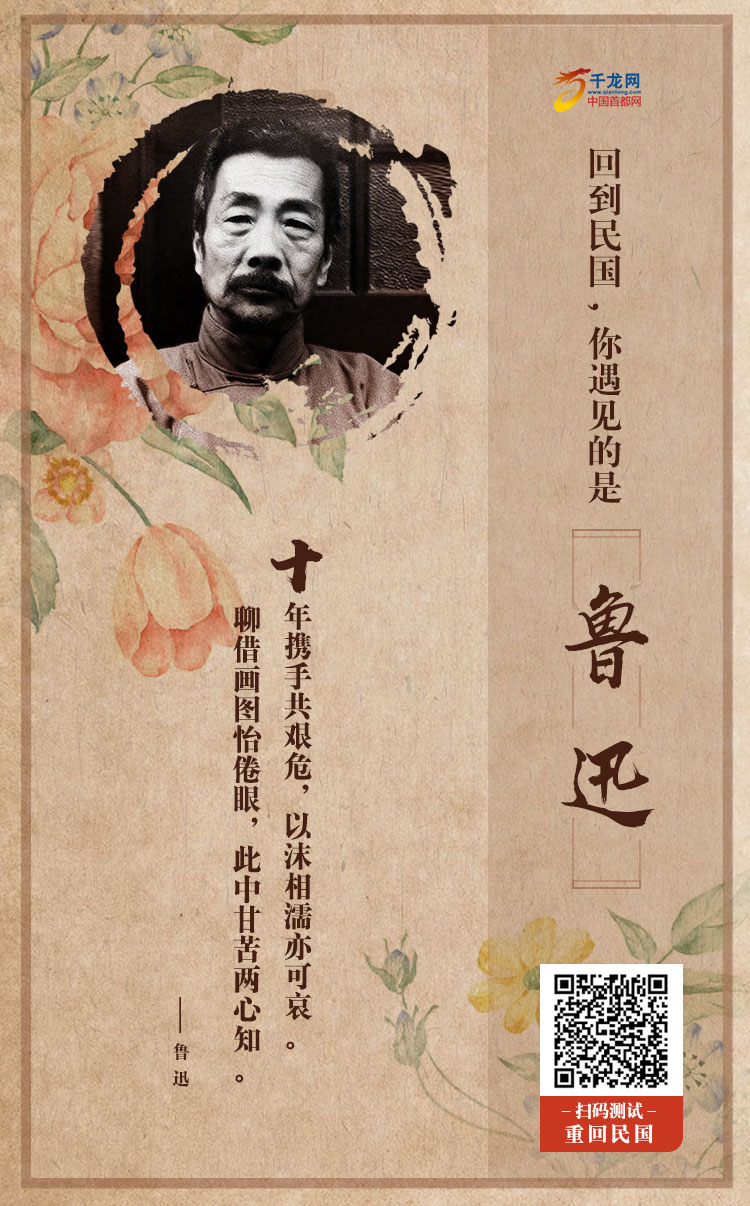 千龙网
www.qianlong.com
中国首都网
回到民国，你遇见的是
鲁迅
十年携手共艰危，以沫相濡亦可哀。
聊借画图怡倦眼，此中甘苦两心知。
——鲁迅
–扫码测试–
重回民国